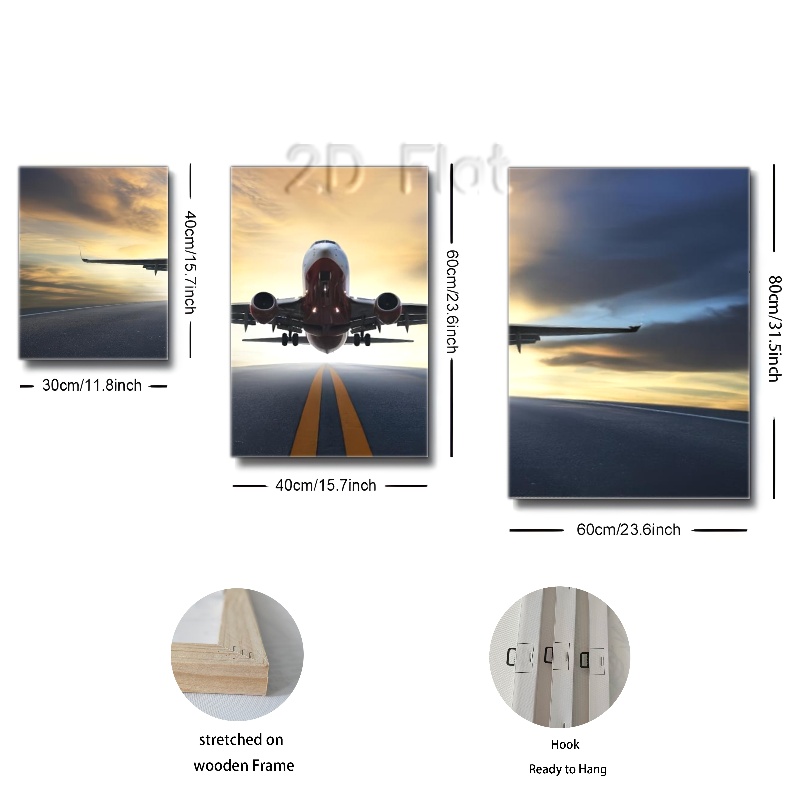 2D Flat
40cm/15.7inch
30cm/11.8inch
60cm/23.6inch
40cm/15.7inch
80cm/31.5inch
60cm/23.6inch
stretched on
wooden Frame
Hook
Ready to Hang